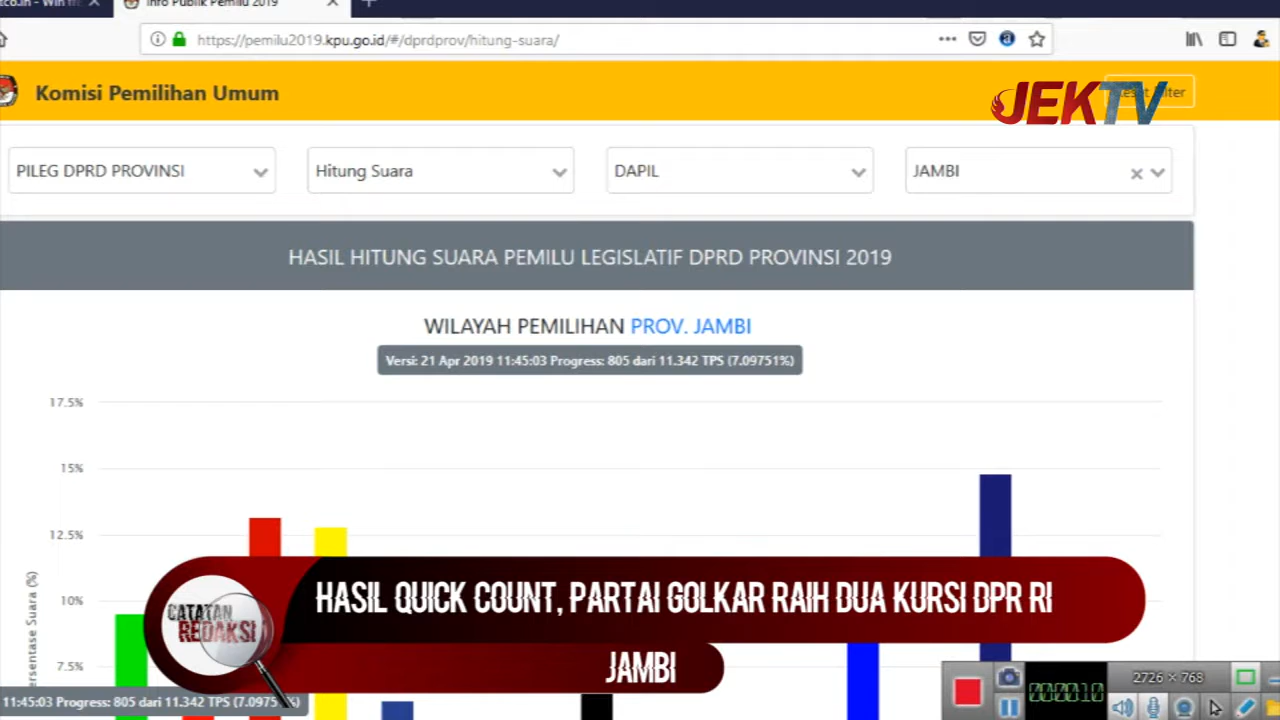 Info Publik Pemilu 2019
https://pemilu2019.kpu.go.id/#/dprdprov/hitung-suara/
Komisi Pemilihan Umum
JEKTV
PILEG DPRD PROVINSI
Hitung Suara
DAPIL
JAMBI
HASIL HITUNG SUARA PEMILU LEGISLATIF DPRD PROVINSI 2019
WILAYAH PEMILIHAN PROV. JAMBI
Versi: 21 Apr 2019 11:45:03 Progress: 805 dari 11.342 TPS (7.09751%)
17.5%
15%
12.5%
10%
7.5%
Suara (%)
CATATAN
REDAKSI
HASIL QUICK COUNT, PARTAI GOLKAR RAIH DUA KURSI DPR RI
JAMBI
11:45:03 Progress: 805 dari 11.342 TPS
2726 × 768